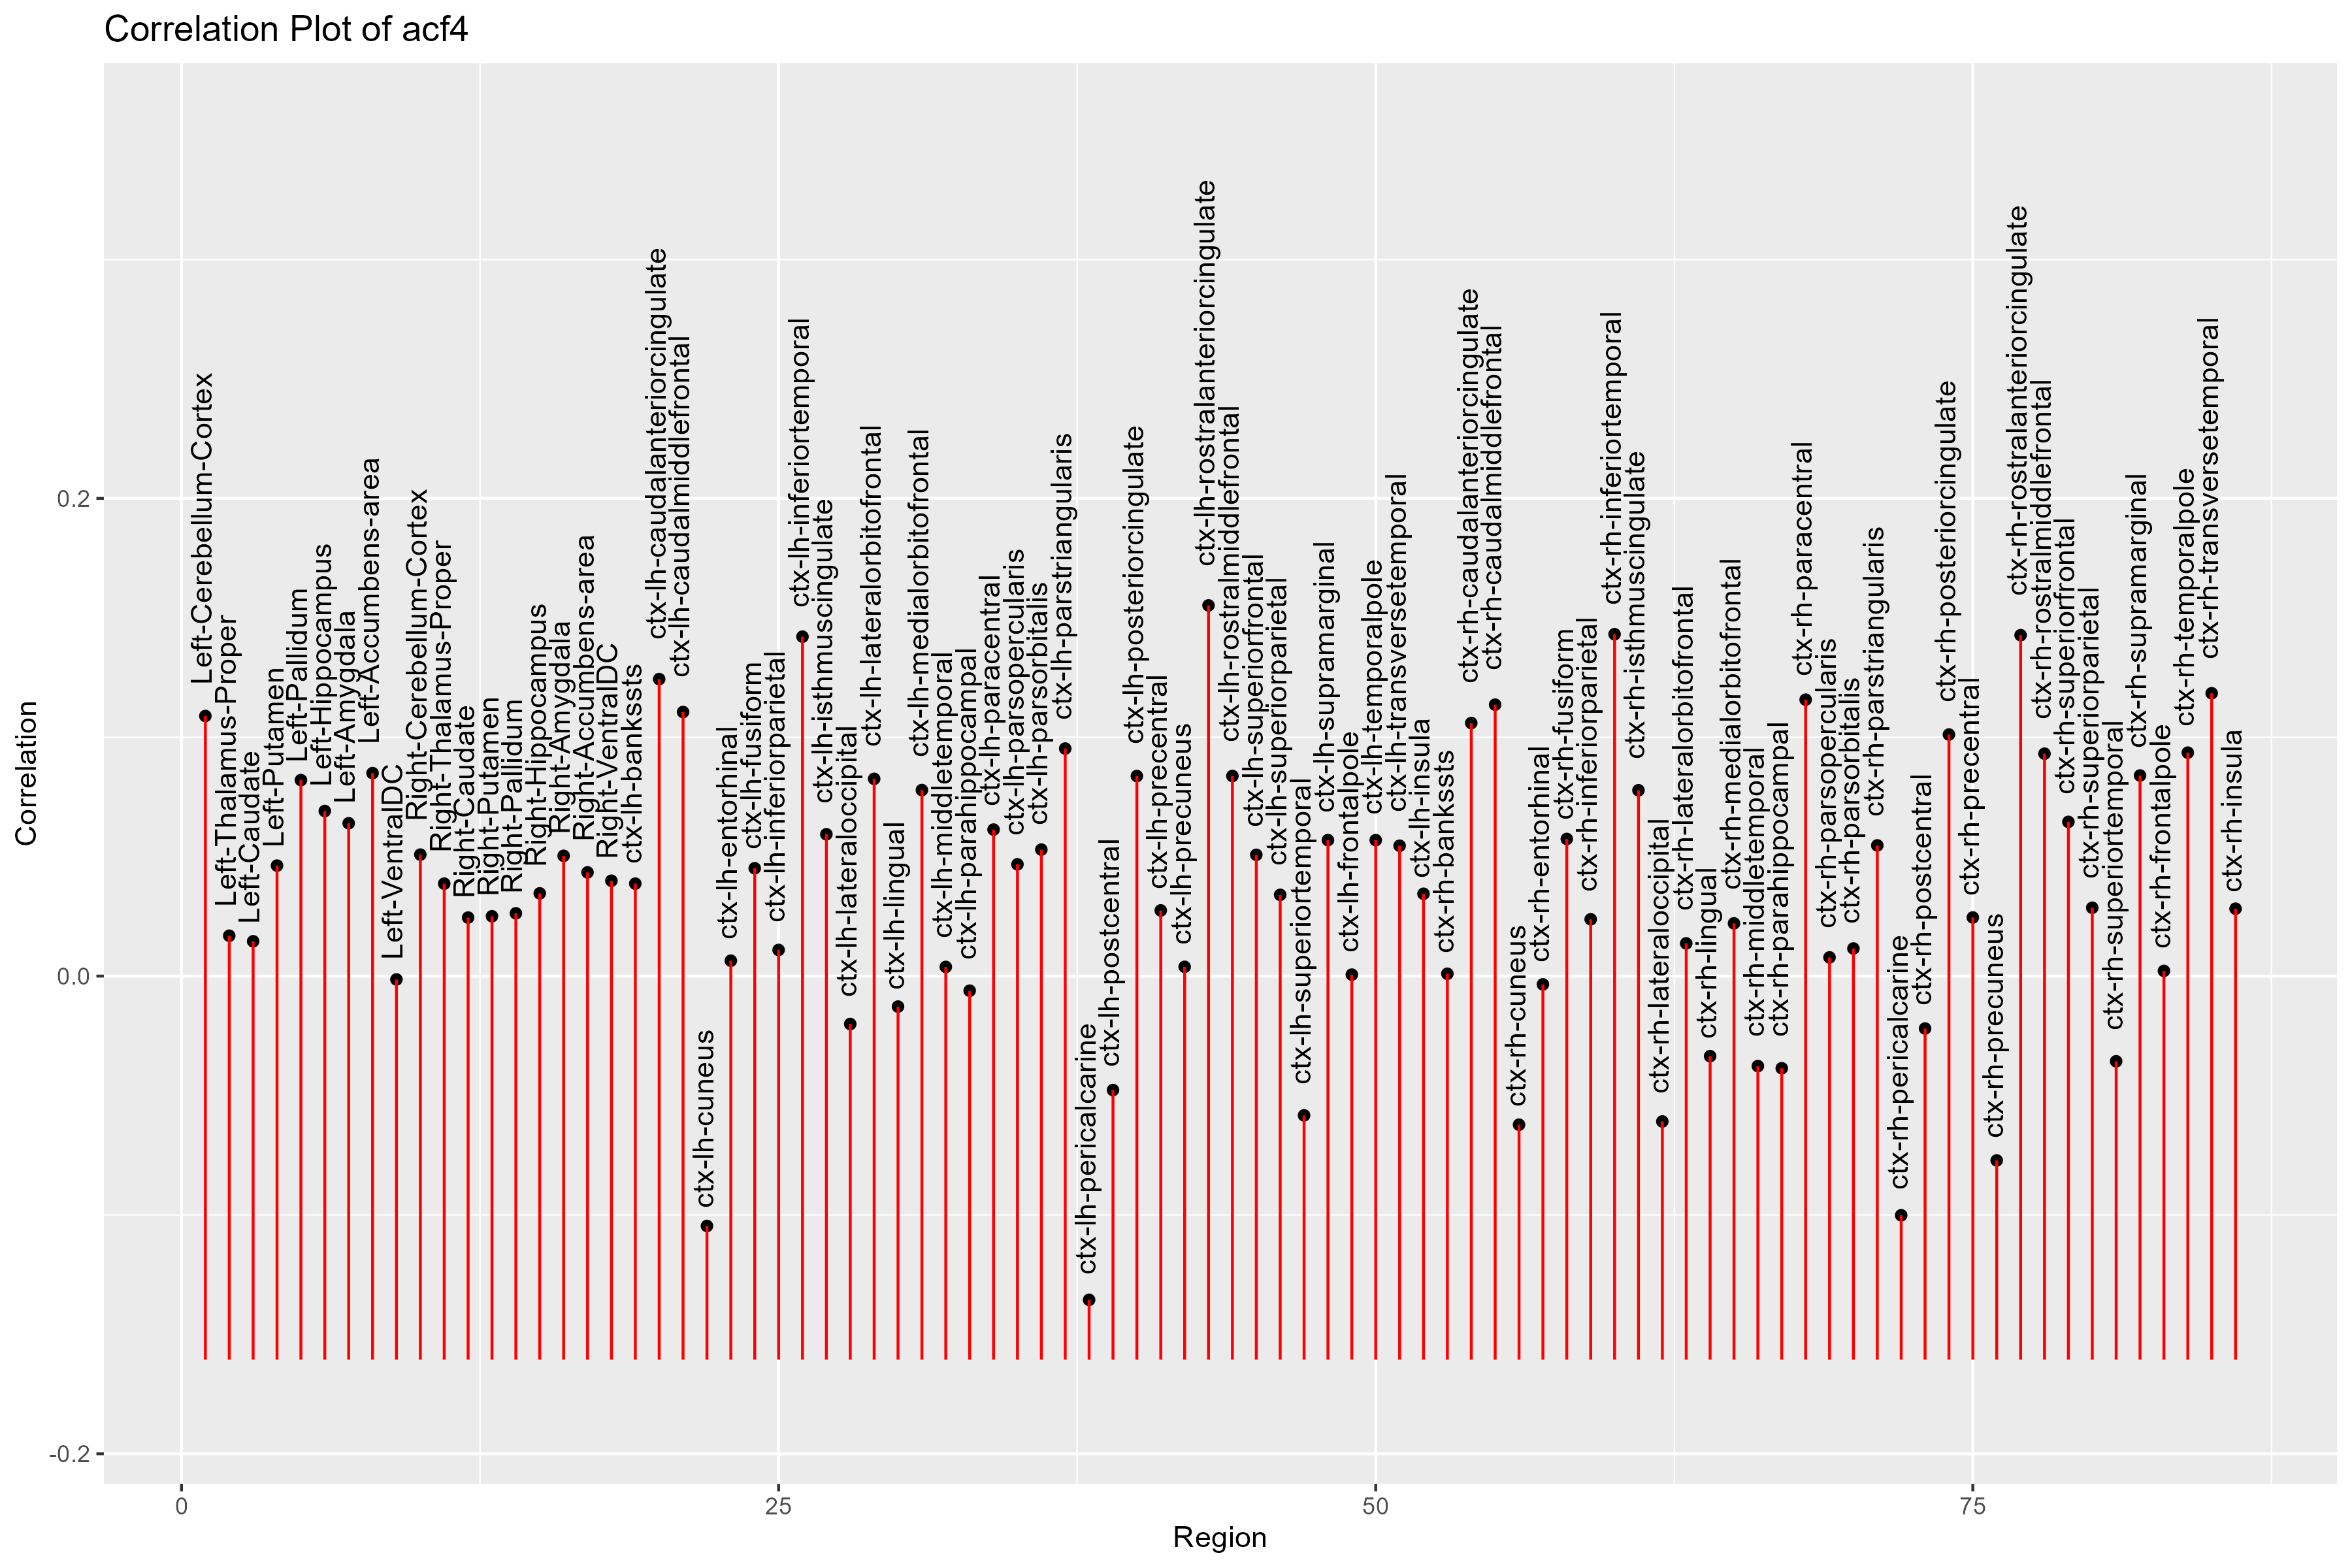 Correlation Plot of acf4
Correlation
0.2
0.0
-0.2
Left-Cerebellum-Cortex
Left-Thalamus-Proper
Left-Caudate
Left-Putamen
Left-Pallidum
Left-Hippocampus
Left-Amygdala
Left-Accumbens-area
Left-VentralDC
Right-Cerebellum-Cortex
Right-Thalamus-Proper
Right-Caudate
Right-Putamen
Right-Pallidum
Right-Hippocampus
Right-Amygdala
Right-Accumbens-area
Right-VentralDC
ctx-lh-bankssts
ctx-lh-caudalanteriorcingulate
ctx-lh-caudalmiddlefrontal
ctx-lh-cuneus
ctx-lh-entorhinal
ctx-lh-fusiform
ctx-lh-inferiorparietal
ctx-lh-inferiortemporal
ctx-lh-isthmuscingulate
ctx-lh-lateraloccipital
ctx-lh-lateralorbitofrontal
ctx-lh-lingual
ctx-lh-medialorbitofrontal
ctx-lh-middletemporal
ctx-lh-parahippocampal
ctx-lh-paracentral
ctx-lh-parsopercularis
ctx-lh-parsorbitalis
ctx-lh-parstriangularis
ctx-lh-pericalcarine
ctx-lh-postcentral
ctx-lh-posteriorcingulate
ctx-lh-precentral
ctx-lh-precuneus
ctx-lh-rostralanteriorcingulate
ctx-lh-rostralmiddlefrontal
ctx-lh-superiorfrontal
ctx-lh-superiorparietal
ctx-lh-superiortemporal
ctx-lh-supramarginal
ctx-lh-frontalpole
ctx-lh-temporalpole
ctx-lh-transversetemporal
ctx-lh-insula
ctx-rh-bankssts
ctx-rh-caudalanteriorcingulate
ctx-rh-caudalmiddlefrontal
ctx-rh-cuneus
ctx-rh-entorhinal
ctx-rh-fusiform
ctx-rh-inferiorparietal
ctx-rh-inferiortemporal
ctx-rh-isthmuscingulate
ctx-rh-lateraloccipital
ctx-rh-lateralorbitofrontal
ctx-rh-lingual
ctx-rh-medialorbitofrontal
ctx-rh-middletemporal
ctx-rh-parahippocampal
ctx-rh-paracentral
ctx-rh-parsopercularis
ctx-rh-parsorbitalis
ctx-rh-parstriangularis
ctx-rh-pericalcarine
ctx-rh-postcentral
ctx-rh-posteriorcingulate
ctx-rh-precentral
ctx-rh-precuneus
ctx-rh-rostralanteriorcingulate
ctx-rh-rostralmiddlefrontal
ctx-rh-superiorfrontal
ctx-rh-superiorparietal
ctx-rh-superiortemporal
ctx-rh-supramarginal
ctx-rh-frontalpole
ctx-rh-temporalpole
ctx-rh-transversetemporal
ctx-rh-insula
0
25
50
75
Region